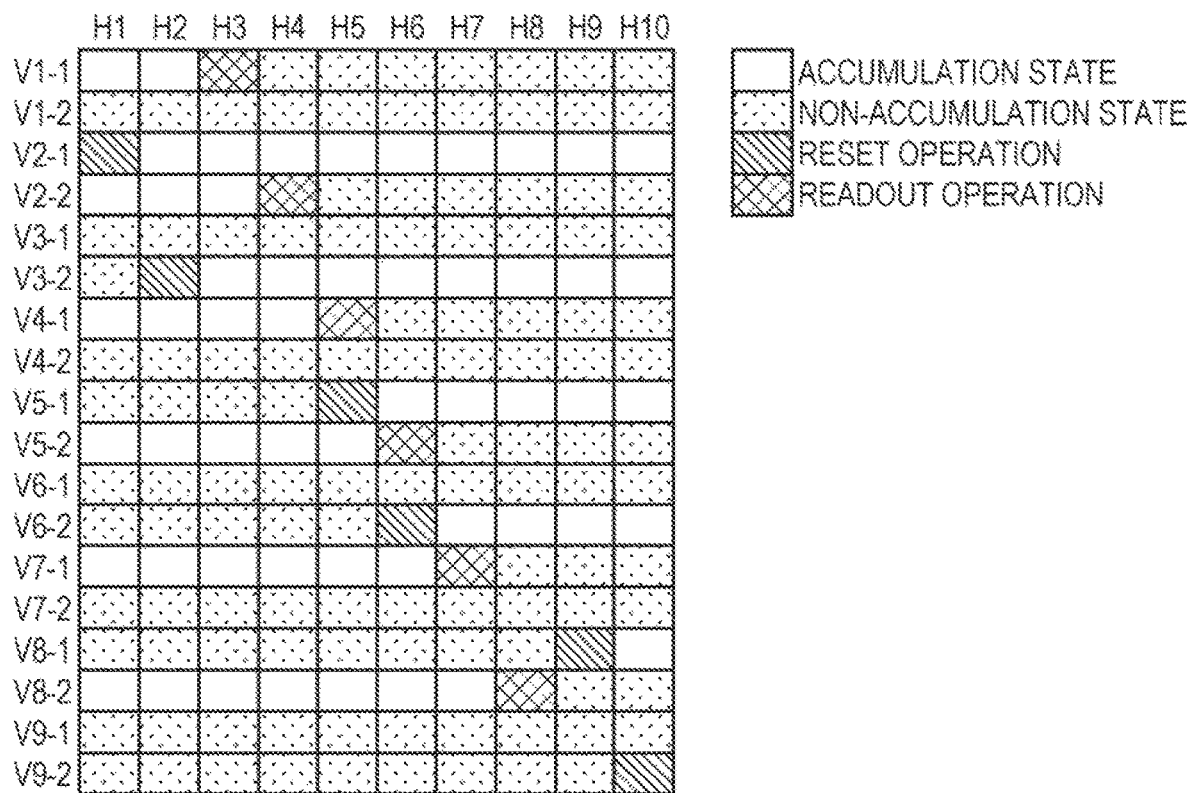 H1 H2 H3 H4 H5 H6 H7 H8 H9 H10
V1-1
V1-2
V2-1
V2-2
V3-1
V3-2
V4-1
V4-2
V5-1
V5-2
V6-1
V6-2
V7-1
V7-2
V8-1
V8-2
V9-1
V9-2
ACCUMULATION STATE
NON-ACCUMULATION STATE
RESET OPERATION
READOUT OPERATION